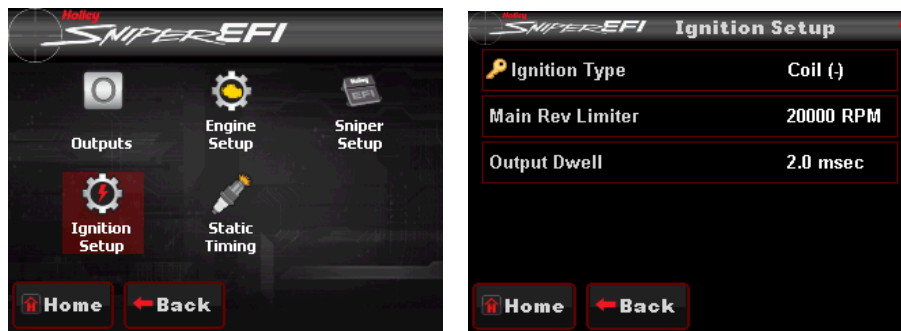 Holley
SNIPER EFI
Outputs
Engine
Setup
Holley
EFI
Sniper
Setup
Ignition
Setup
Static
Timing
Home
Back
Holley
SNIPER EFI
Ignition Setup
Ignition Type
Coil (-)
Main Rev Limiter
20000 RPM
Output Dwell
2.0 msec
Home
Back